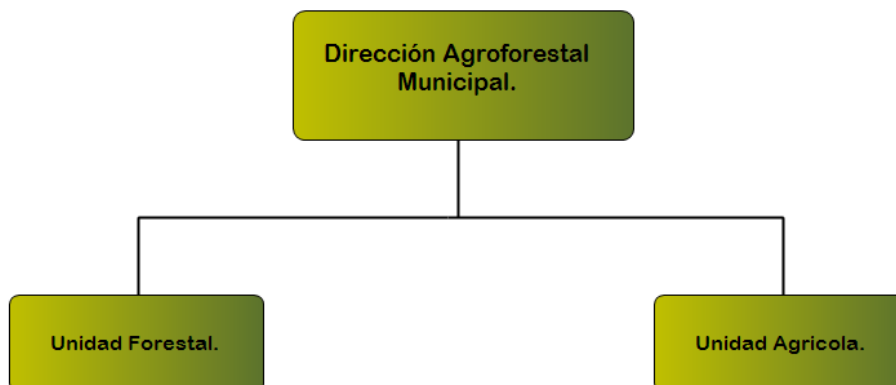 Dirección Agroforestal
Municipal.
Unidad Forestal.
Unidad Agricola.